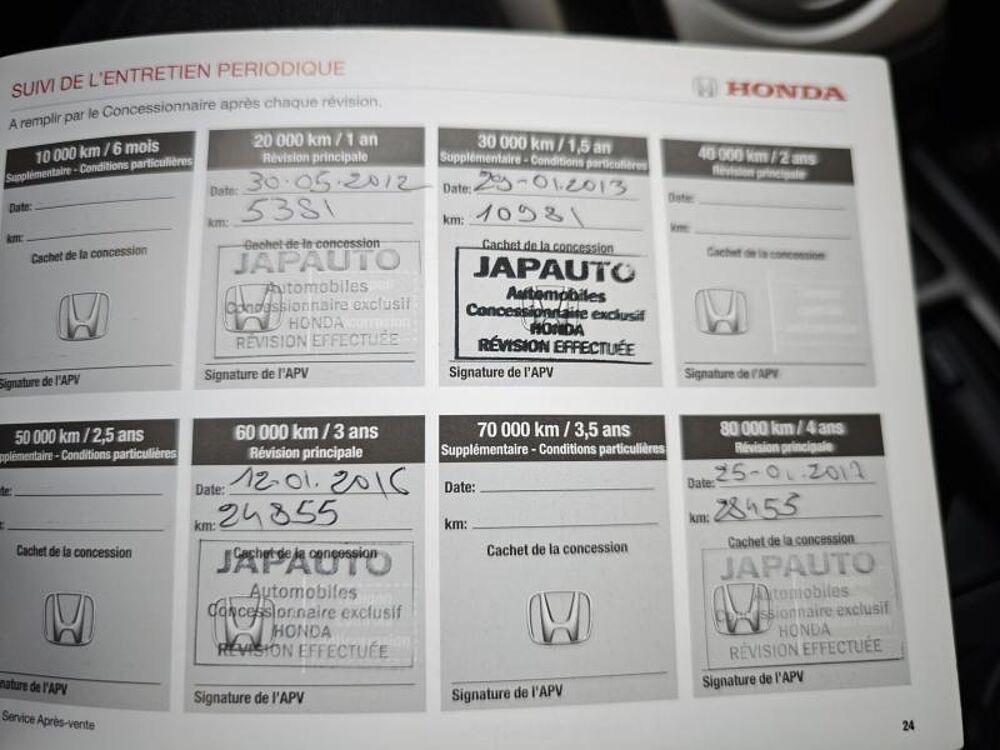 SUIVI DE L'ENTRETIEN PERIODIQUE
HONDA
A remplir par le Concessionnaire après chaque révision.
10 000 km / 6 mois
Supplémentaire - Conditions particulières
Date:
km:
Cachet de la concession
Signature de l'APV
20 000 km / 1 an
Révision principale
Date: 30.05.2012
km: 5381
Cachet de la concession
JAPAUTO
Automobiles
Concessionnaire exclusif
HONDA
RÉVISION EFFECTUÉE
Signature de l'APV
30 000 km / 1,5 an
Supplémentaire - Conditions particulières
Date: 29-01.2013
km: 10981
Cachet de la concession
JAPAUTO
Automobiles
Concessionnaire exclusif
HONDA
RÉVISION EFFECTUÉE
Signature de l'APV
40 000 km / 2 ans
Révision principale
Date:
km:
Cachet de la concession
Signature de l'APV
50 000 km / 2,5 ans
pplémentaire - Conditions particulières
te:
:
Cachet de la concession
nature de l'APV
60 000 km / 3 ans
Révision principale
Date: 12.01.2016
km: 24855
Cachet de la concession
JAPAUTO
Automobiles
Concessionnaire exclusif
HONDA
RÉVISION EFFECTUÉE
Signature de l'APV
70 000 km / 3,5 ans
Supplémentaire - Conditions particulières
Date:
km:
Cachet de la concession
Signature de l'APV
80 000 km / 4 ans
Révision principale
Date: 25-01.2017
km: 28453
Cachet de la concession
JAPAUTO
Automobiles
Concessionnaire exclusif
HONDA
RÉVISION EFFECTUÉE
Signature de l'APV
Service Après-vente
24